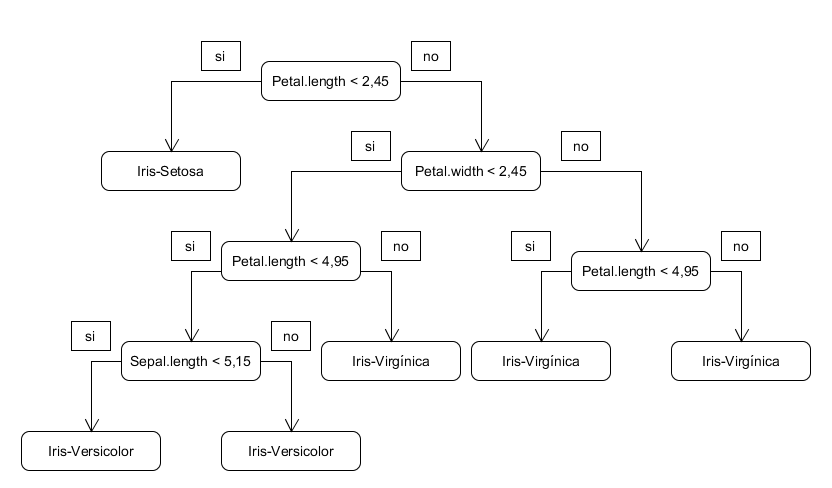 si
no
Petal.length < 2,45
si
no
Iris-Setosa
Petal.width < 2,45
si
no
si
no
Petal.length < 4,95
Petal.length < 4,95
si
no
Sepal.length < 5,15
Iris-Virgínica
Iris-Virgínica
Iris-Virgínica
Iris-Versicolor
Iris-Versicolor